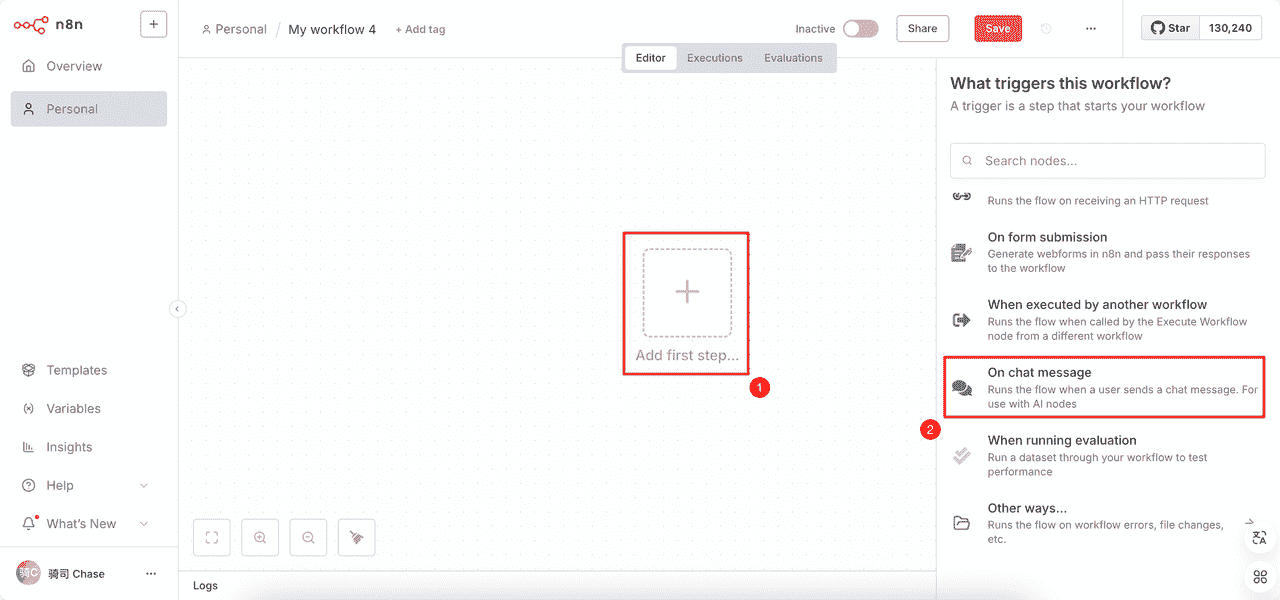 n8n
+
Overview
Personal
Templates
Variables
Insights
Help
What's New
骑司 Chase
Personal / My workflow 4 + Add tag
Inactive
Share
Save
Star 130,240
Editor Executions Evaluations
Add first step...
1
Logs
What triggers this workflow?
A trigger is a step that starts your workflow
Search nodes...
Runs the flow on receiving an HTTP request
On form submission
Generate webforms in n8n and pass their responses
to the workflow
When executed by another workflow
Runs the flow when called by the Execute Workflow
node from a different workflow
On chat message
Runs the flow when a user sends a chat message. For
use with AI nodes
2
When running evaluation
Run a dataset through your workflow to test
performance
Other ways...
Runs the flow on workflow errors, file changes,
etc.